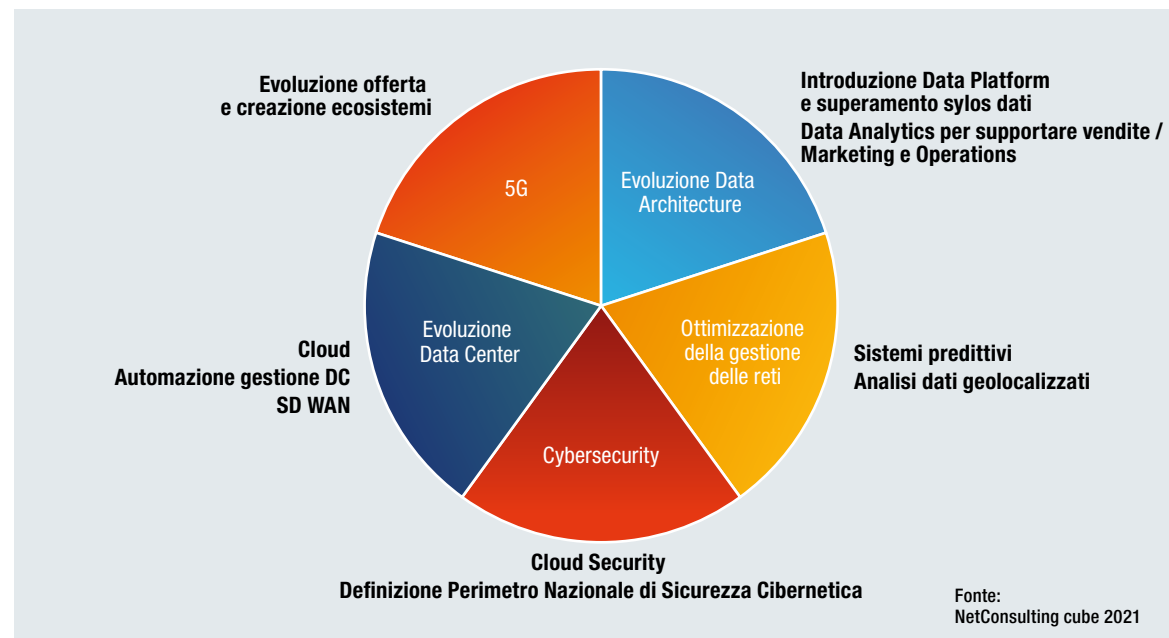 Evoluzione offerta
e creazione ecosistemi
Introduzione Data Platform
e superamento sylos dati
Data Analytics per supportare vendite /
Marketing e Operations
5G
Evoluzione Data
Architecture
Evoluzione
Data Center
Ottimizzazione
della gestione
delle reti
Cloud
Automazione gestione DC
SD WAN
Sistemi predittivi
Analisi dati geolocalizzati
Cybersecurity
Cloud Security
Definizione Perimetro Nazionale di Sicurezza Cibernetica
Fonte:
NetConsulting cube 2021